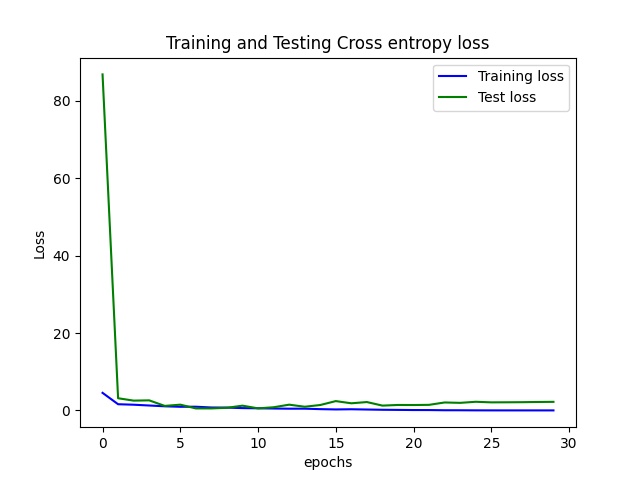 Training and Testing Cross entropy loss
Training loss
Test loss
80
60
40
20
0
Loss
0 5 10 15 20 25 30
epochs